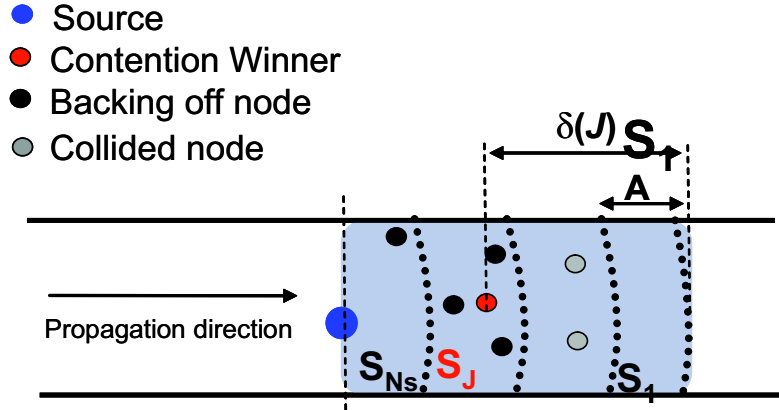 Source
Contention Winner
Backing off node
Collided node
δ(J) S1
A
Propagation direction
SNs SJ S1